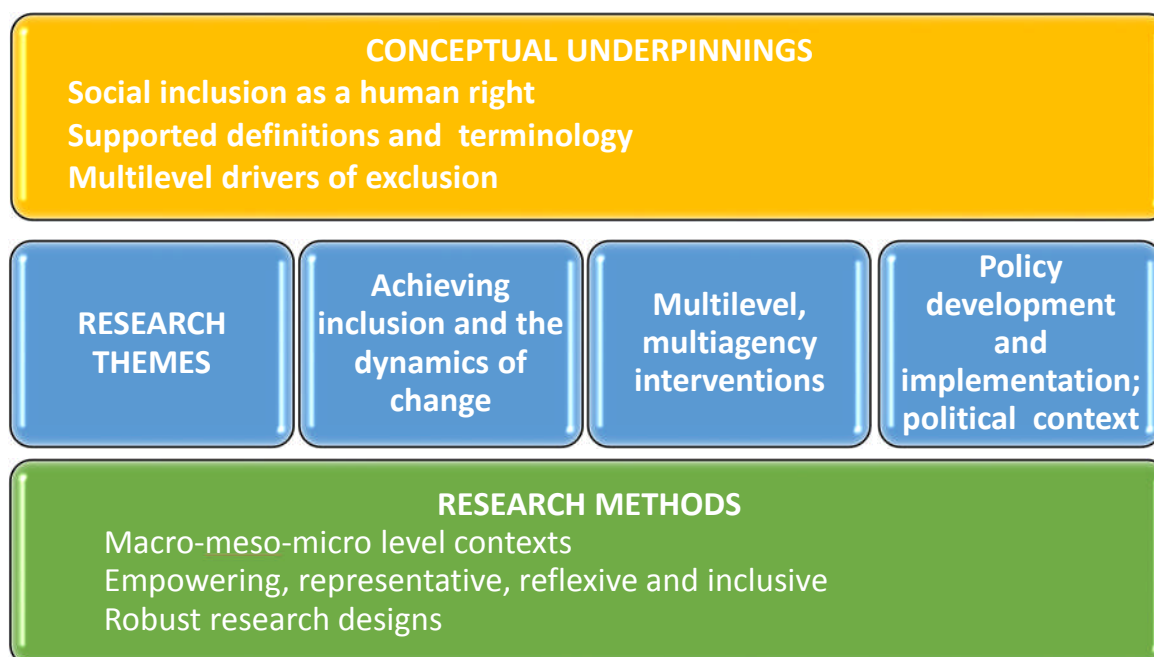 CONCEPTUAL UNDERPINNINGS
Social inclusion as a human right
Supported definitions and terminology
Multilevel drivers of exclusion
RESEARCH
THEMES
Achieving
inclusion and the
dynamics of
change
Multilevel,
multiagency
interventions
Policy
development
and
implementation;
political context
RESEARCH METHODS
Macro-meso-micro level contexts
Empowering, representative, reflexive and inclusive
Robust research designs